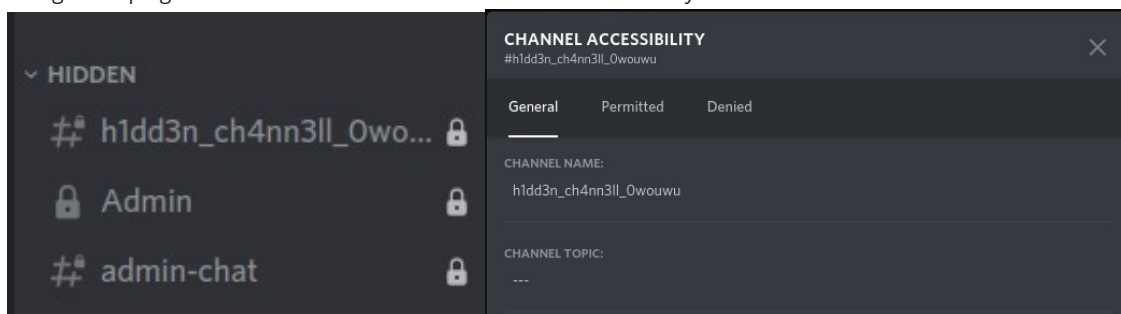 HIDDEN
h1dd3n_ch4nn3ll_0wo...
Admin
admin-chat
CHANNEL ACCESSIBILITY
#h1dd3n_ch4nn3ll_0wouwu
General Permitted Denied
CHANNEL NAME:
h1dd3n_ch4nn3ll_0wouwu
CHANNEL TOPIC:
---